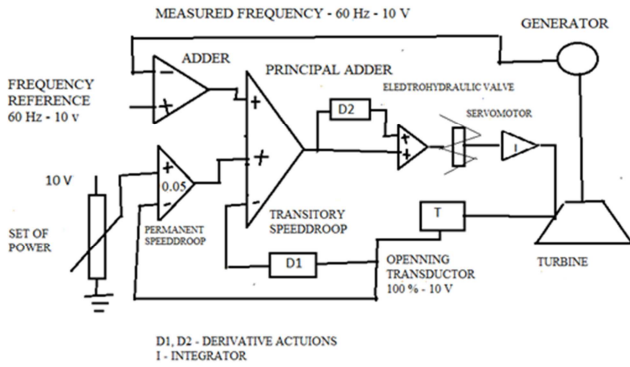 MEASURED FREQUENCY - 60 Hz - 10 V
GENERATOR
ADDER
PRINCIPAL ADDER
FREQUENCY
REFERENCE
60 Hz - 10 v
ELEDTROHYDRAULIC VALVE
SERVOMOTOR
D2
I
10 V
0.05
SET OF
POWER
PERMANENT
SPEEDDROOP
TRANSITORY
SPEEDDROOP
T
D1
OPENNING
TRANSDUCTOR
100 % - 10 V
TURBINE
D1, D2 - DERIVATIVE ACTUIONS
I - INTEGRATOR